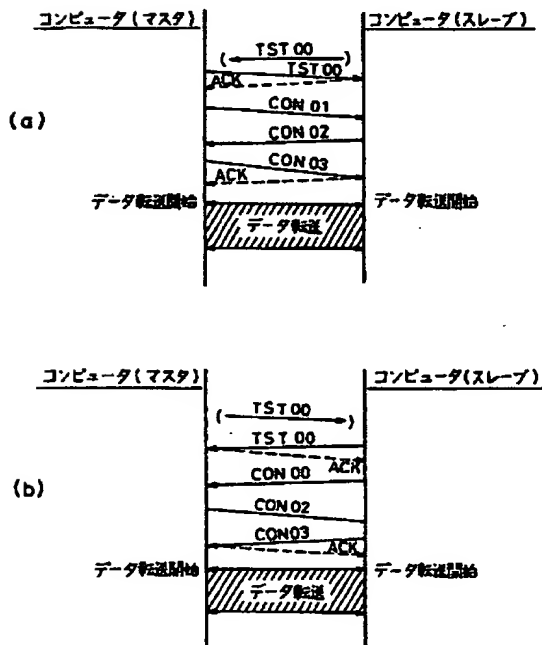 コンピュータ(マスタ) コンピュータ(スレーブ)
(TST 00)
TST 00
ACK
(a)
CON 01
CON 02
CON 03
ACK
データ転送開始 データ転送開始
データ転送
コンピュータ(マスタ) コンピュータ(スレーブ)
(TST 00)
TST 00
ACK
(b)
CON 00
CON 02
CON 03
ACK
データ転送開始 データ転送開始
データ転送